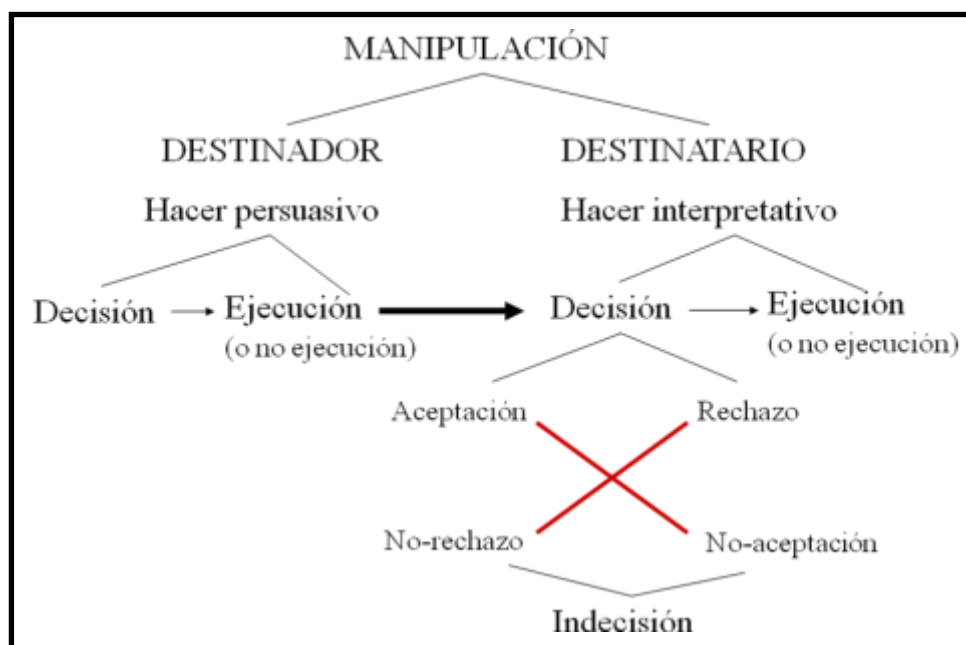 MANIPULACIÓN
DESTINADOR DESTINATARIO
Hacer persuasivo Hacer interpretativo
Decisión Ejecución Decisión Ejecución
(o no ejecución) (o no ejecución)
Aceptación Rechazo
No-rechazo No-aceptación
Indecisión